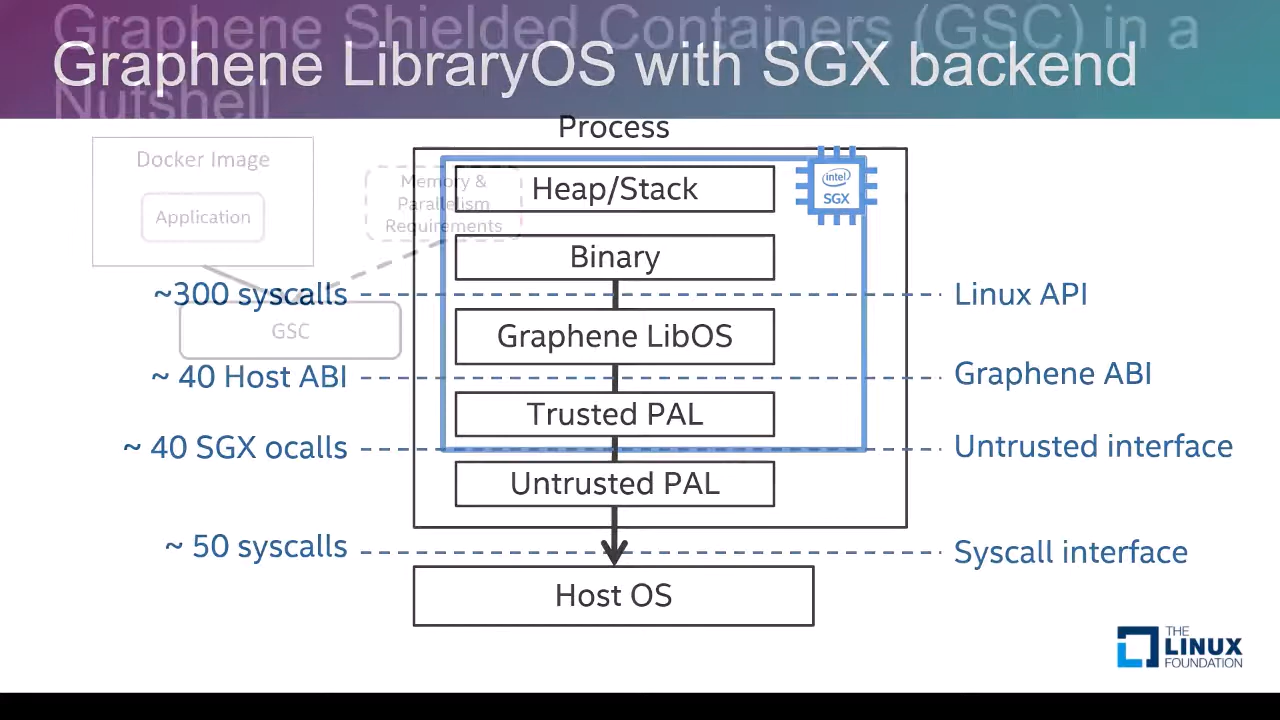 Graphene Shielded Containers (GSC) in a
Nutshell
Graphene LibraryOS with SGX backend
Process
Docker Image
Application
Memory &
Parallelism
Requirements
GSC
Heap/Stack
intel
SGX
Binary
~300 syscalls
Linux API
Graphene LibOS
~ 40 Host ABI
Graphene ABI
Trusted PAL
~ 40 SGX ocalls
Untrusted interface
Untrusted PAL
~ 50 syscalls
Syscall interface
Host OS
THE
LINUX
FOUNDATION